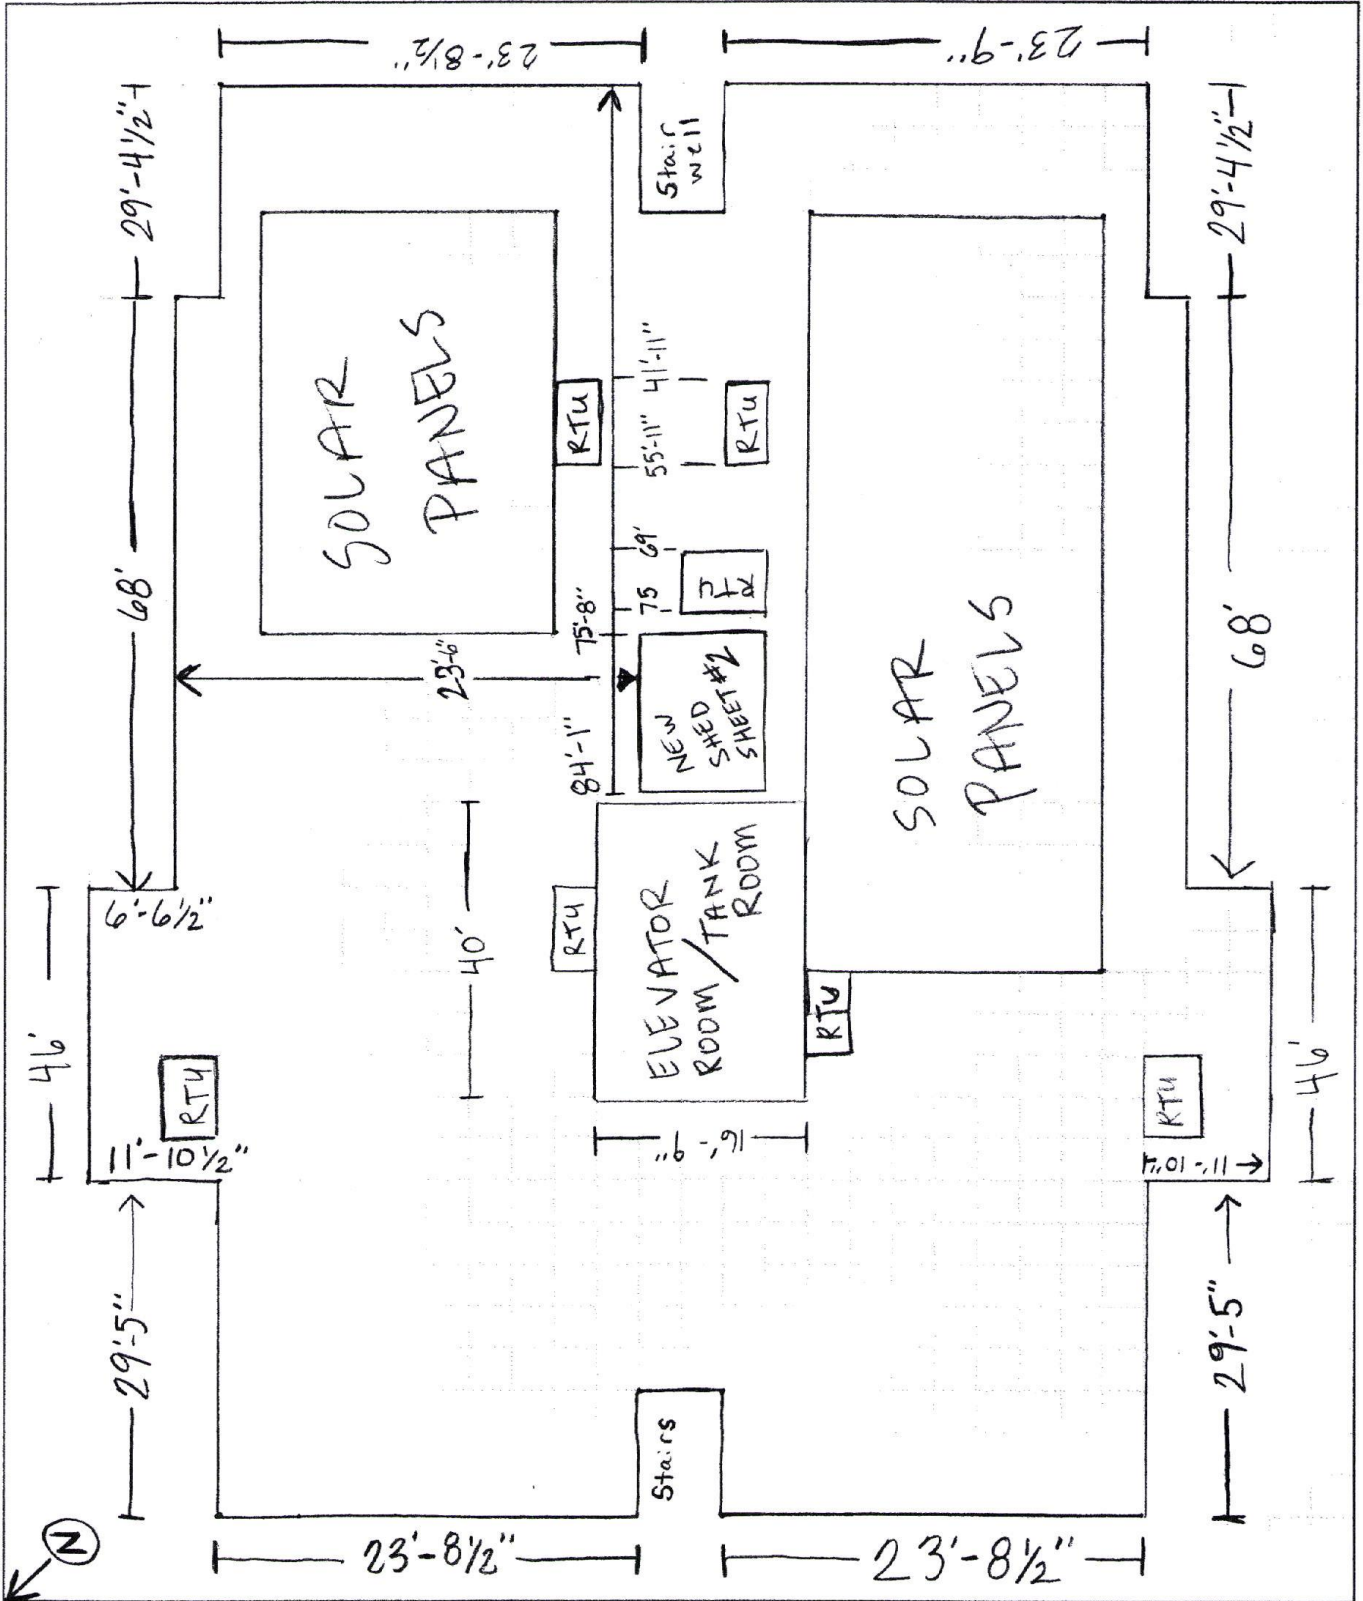 23'-8½"
23'-9"
29'-4½"
29'-4½"
Stair
well
SOLAR
PANELS
RTU
41'-11"
55'-11"
RTU
68'
69'
75
75'-8"
RTU
23'-6"
84'-1"
NEW
SHED
SHEET #2
SOLAR
PANELS
68'
6'-6½"
40'
RTU
ELEVATOR
ROOM / TANK
ROOM
RTU
46'
RTU
11'-10½"
16'-9"
RTU
11'-10"
46'
29'-5"
29'-5"
Stairs
N
23'-8½"
23'-8½"